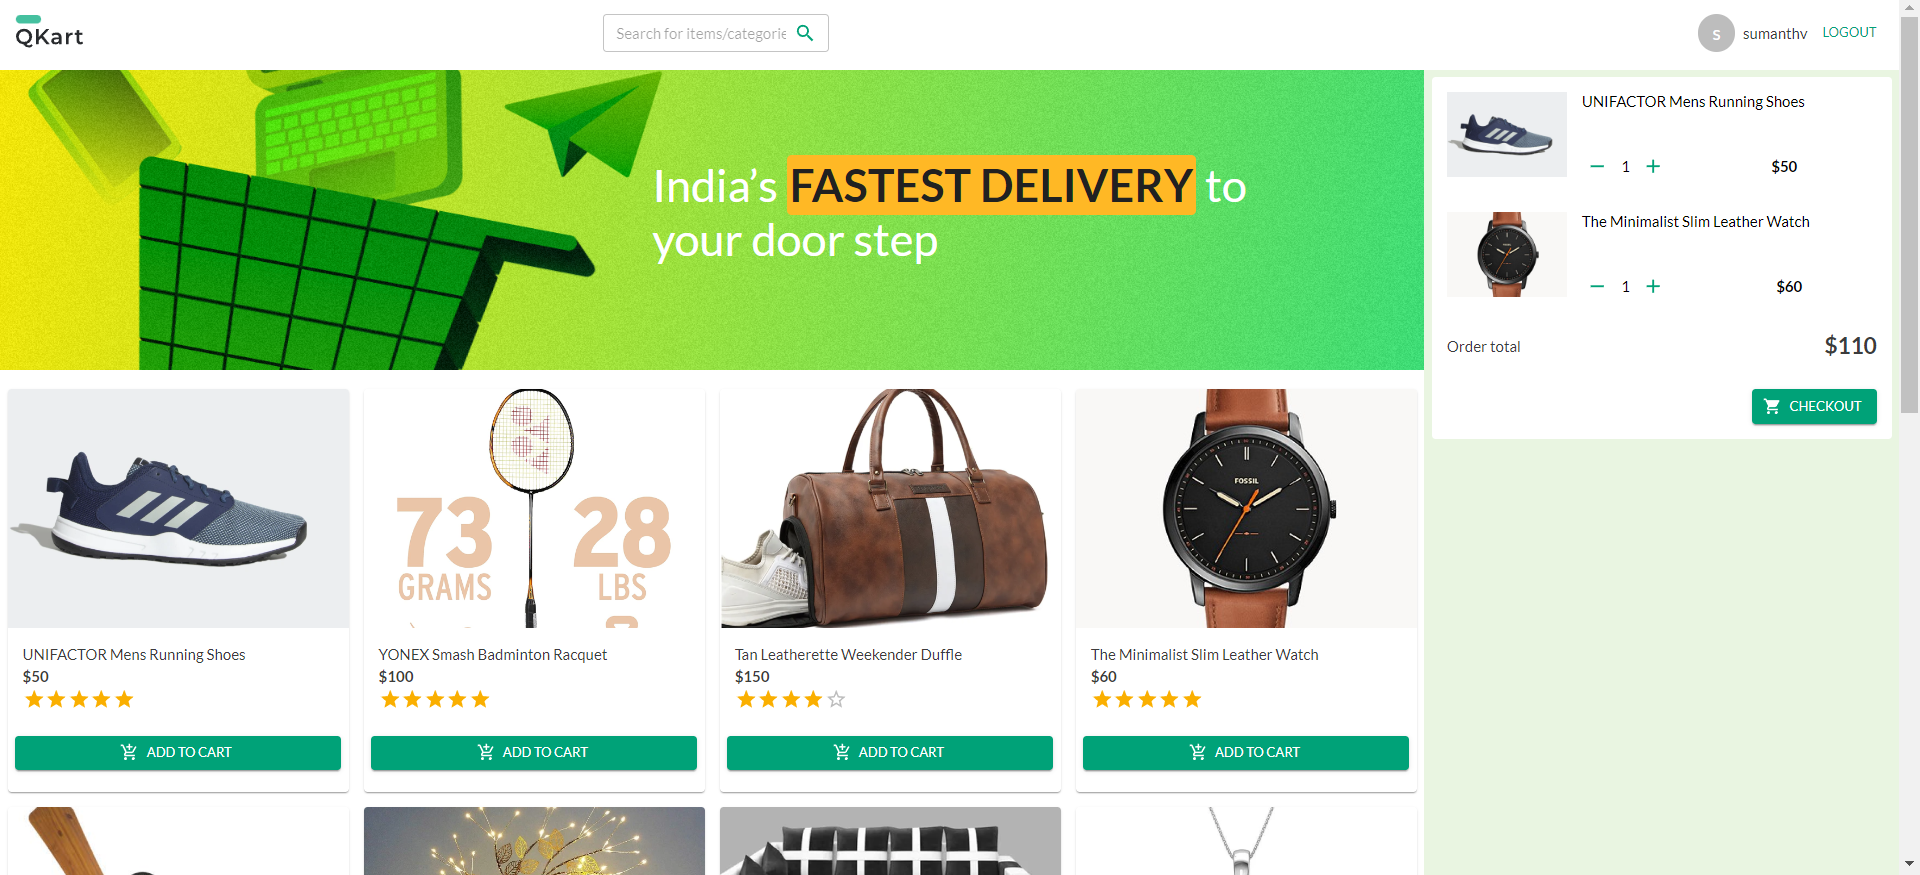 QKart
Search for items/categorie
S
sumanthv
LOGOUT
India's FASTEST DELIVERY to
your door step
UNIFACTOR Mens Running Shoes
1
$50
The Minimalist Slim Leather Watch
1
$60
Order total
$110
CHECKOUT
73
GRAMS
28
LBS
FOSSIL
UNIFACTOR Mens Running Shoes
$50
ADD TO CART
YONEX Smash Badminton Racquet
$100
ADD TO CART
Tan Leatherette Weekender Duffle
$150
ADD TO CART
The Minimalist Slim Leather Watch
$60
ADD TO CART